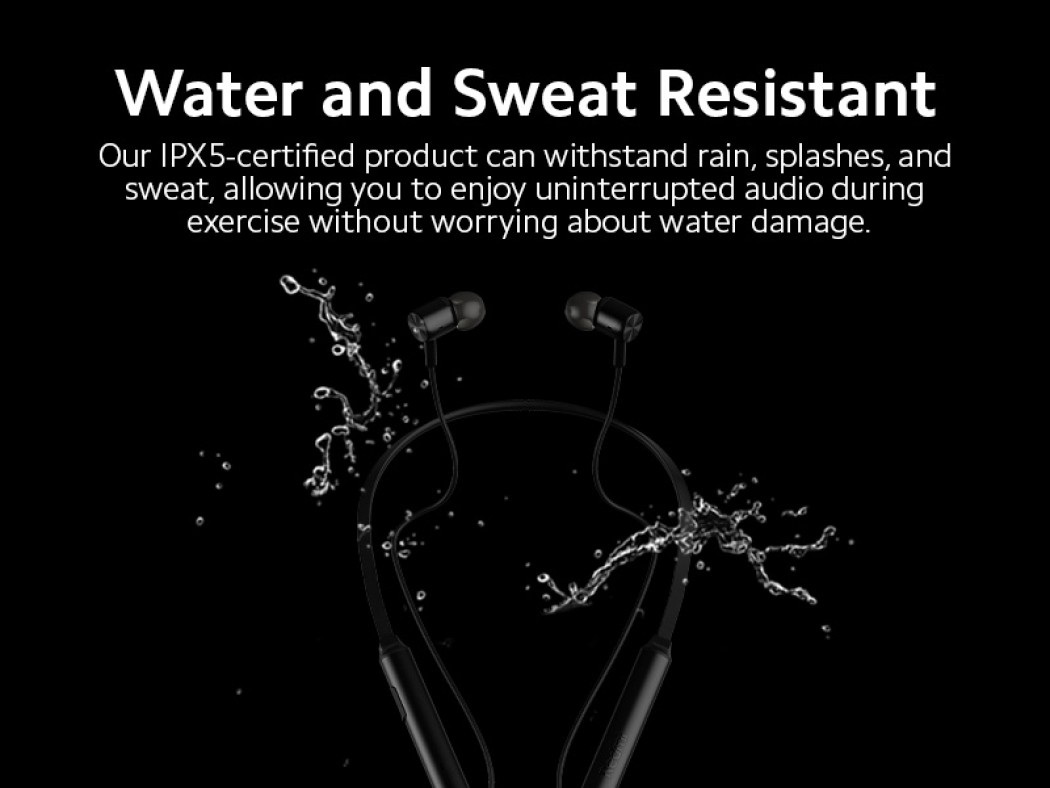 Water and Sweat Resistant
Our IPX5-certified product can withstand rain, splashes, and
sweat, allowing you to enjoy uninterrupted audio during
exercise without worrying about water damage.